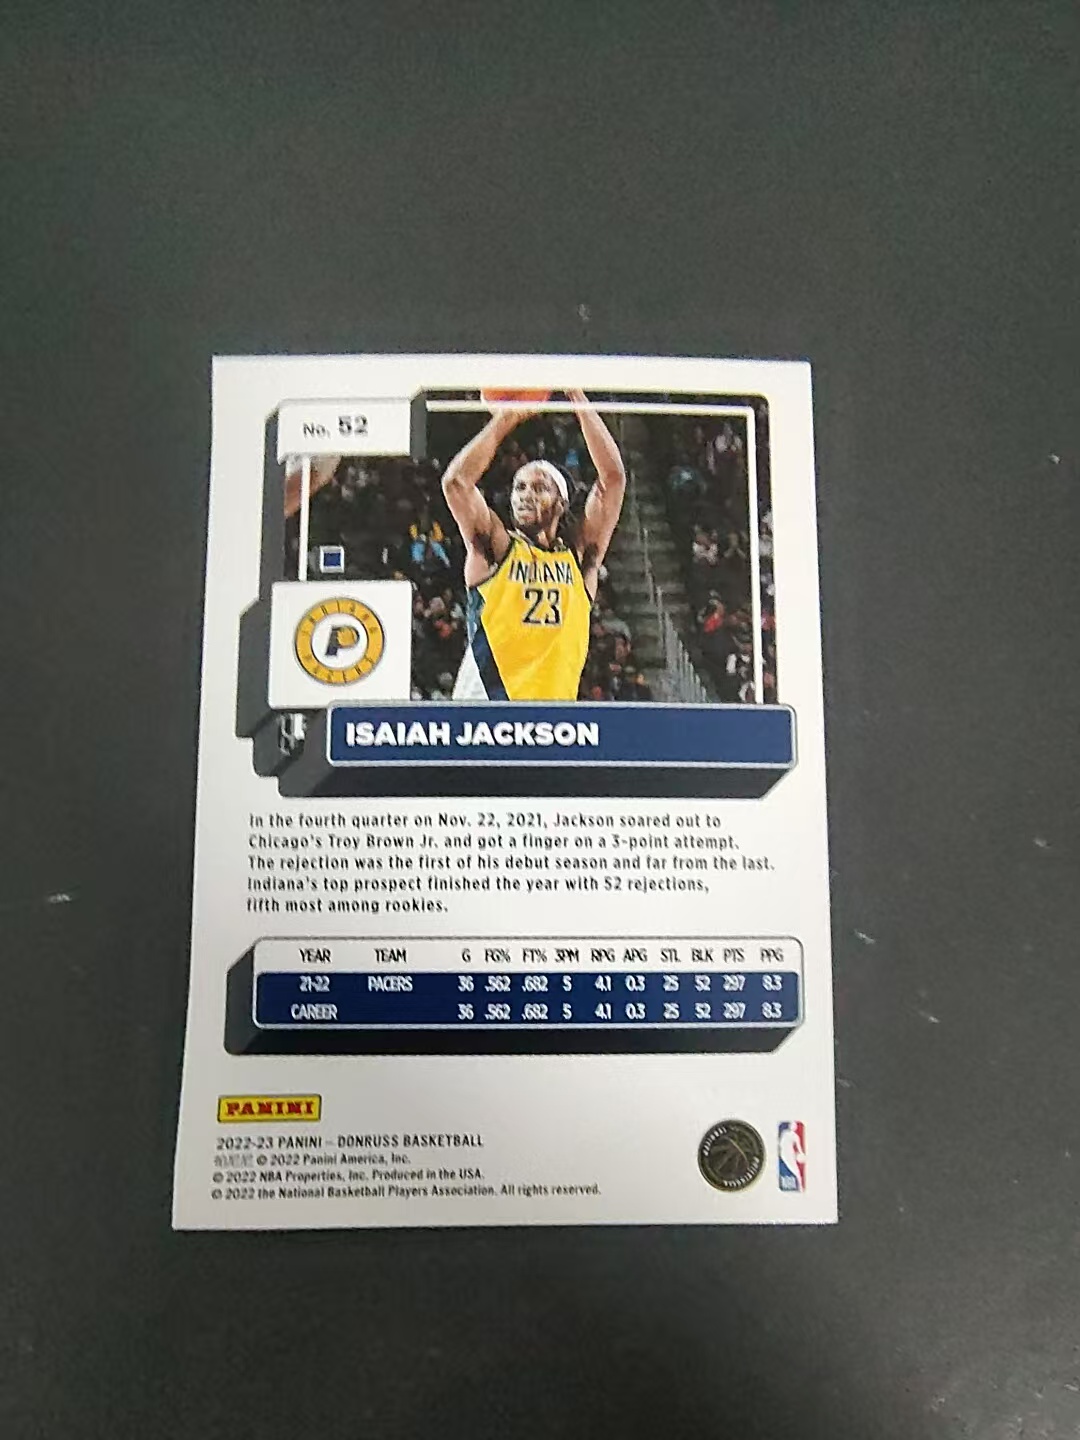 No. 52
INDIANA
23
INDIANA
P
PACERS
ISAIAH JACKSON
In the fourth quarter on Nov. 22, 2021, Jackson soared out to
Chicago's Troy Brown Jr. and got a finger on a 3-point attempt.
The rejection was the first of his debut season and far from the last.
Indiana's top prospect finished the year with 52 rejections,
fifth most among rookies.
YEAR TEAM G FG% FT% 3PM RPG APG STL BLK PTS PPG
21-22 PACERS 36 .562 .682 5 4.1 0.3 25 52 297 8.3
CAREER 36 .562 .682 5 4.1 0.3 25 52 297 8.3
PANINI
2022-23 PANINI – DONRUSS BASKETBALL
© 2022 Panini America, Inc.
© 2022 NBA Properties, Inc. Produced in the USA.
© 2022 the National Basketball Players Association. All rights reserved.
NBA